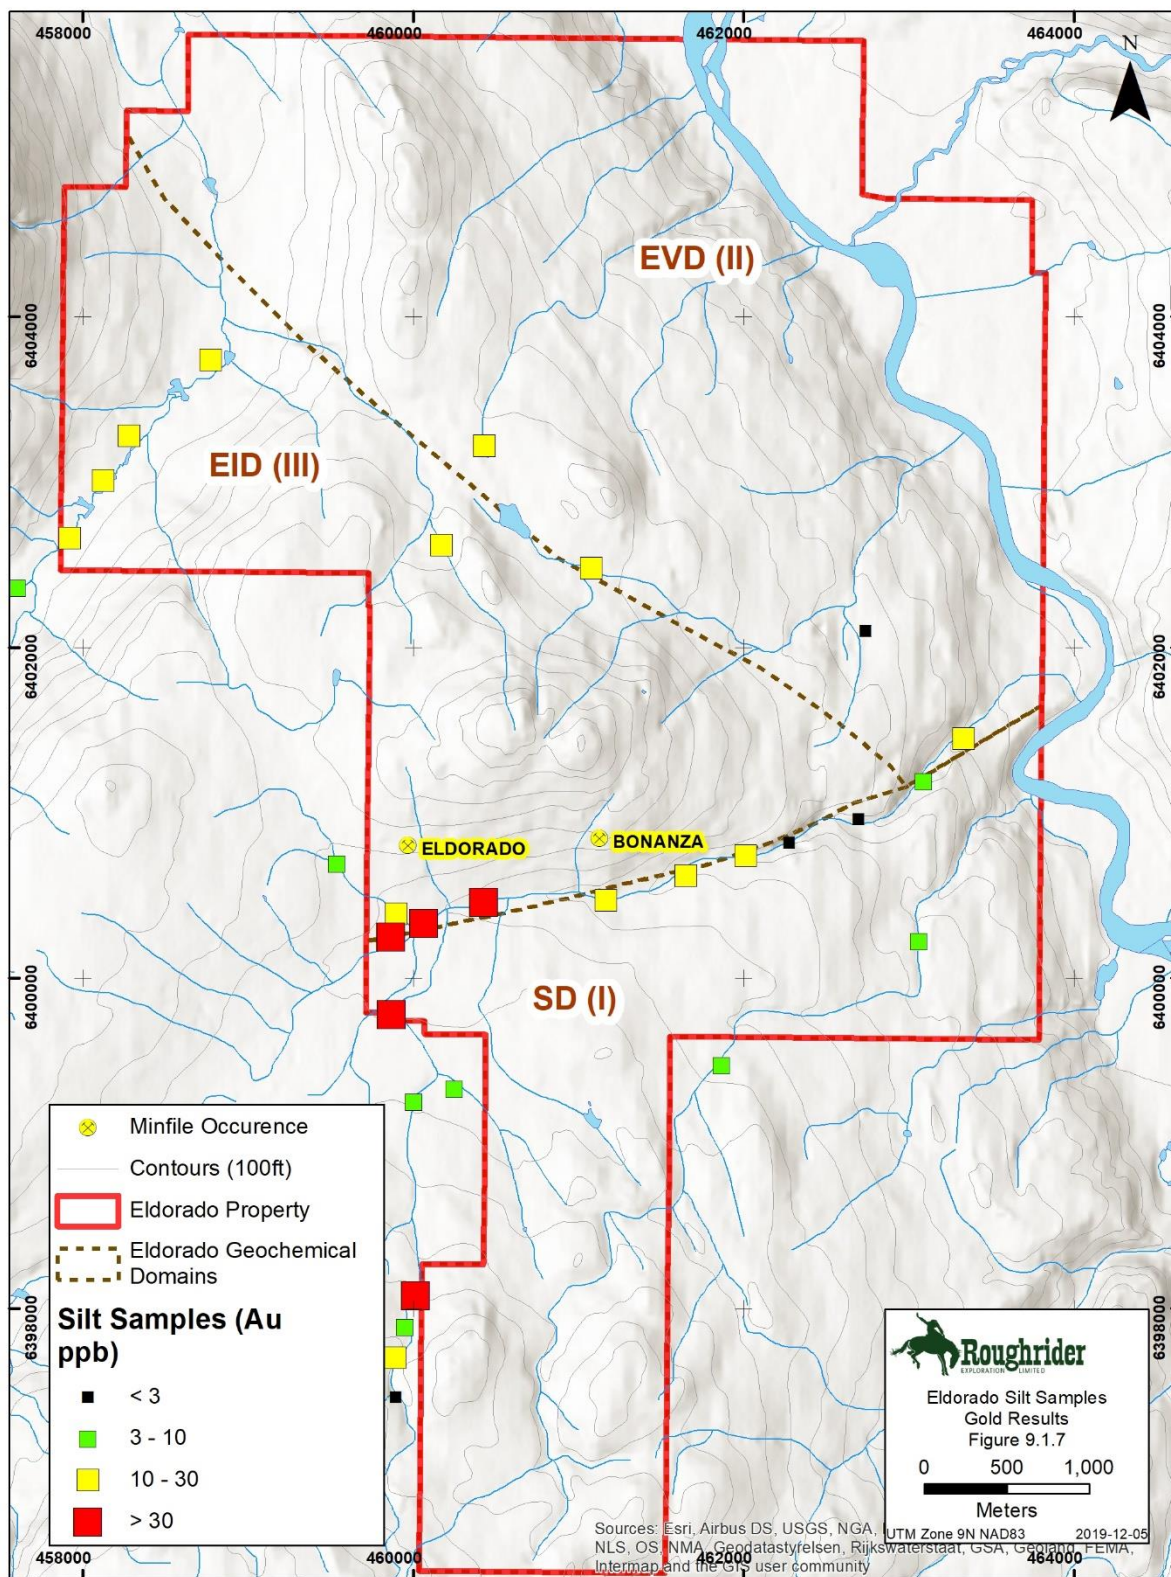 458000
460000
462000
464000
N
EVD (II)
6404000
6404000
EID (III)
6402000
6402000
ELDORADO
BONANZA
6400000
6400000
SD (I)
Minfile Occurence
Contours (100ft)
Eldorado Property
Eldorado Geochemical
Domains
Silt Samples (Au
ppb)
< 3
3 - 10
10 - 30
> 30
6398000
6398000
Roughrider
EXPLORATION LIMITED
Eldorado Silt Samples
Gold Results
Figure 9.1.7
0 500 1,000
Meters
UTM Zone 9N NAD83 2019-12-05
Sources: Esri, Airbus DS, USGS, NGA,
NLS, OS, NMA, Geodatastyrelsen, Rijkswaterstaat, GSA, Geoland, FEMA,
Intermap and the GIS user community
458000
460000
462000
464000